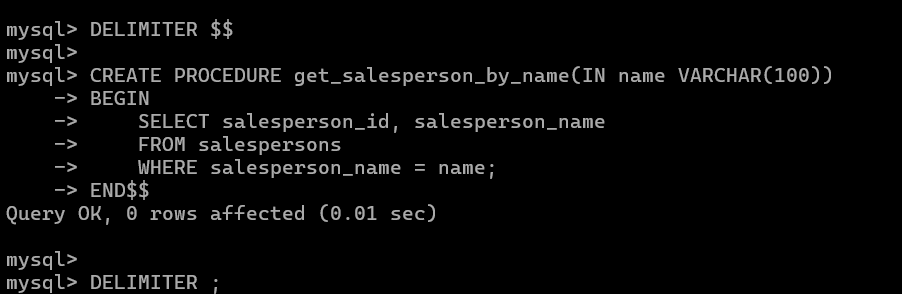 mysql> DELIMITER $$
mysql>
mysql> CREATE PROCEDURE get_salesperson_by_name(IN name VARCHAR(100))
    -> BEGIN
    ->     SELECT salesperson_id, salesperson_name
    ->     FROM salespersons
    ->     WHERE salesperson_name = name;
    -> END$$
Query OK, 0 rows affected (0.01 sec)

mysql>
mysql> DELIMITER ;